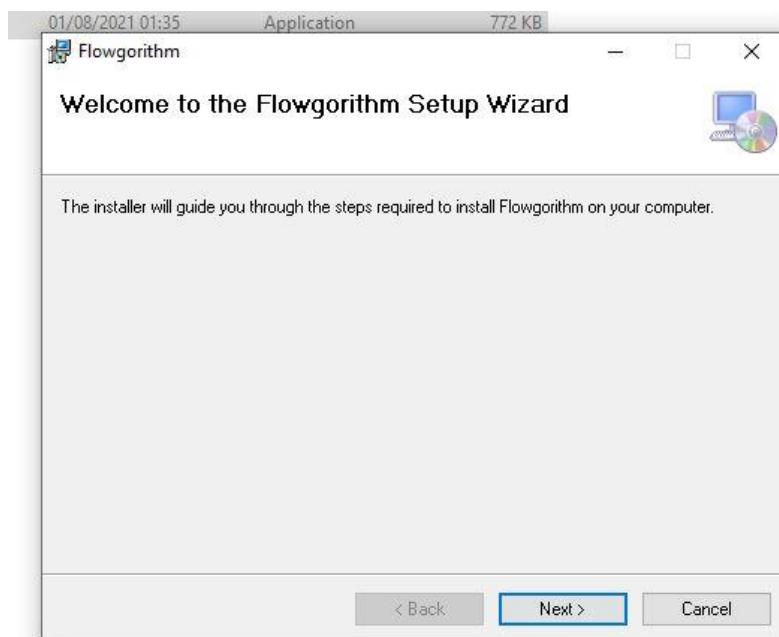 01/08/2021 01:35 Application 772 KB
Flowgorithm
Welcome to the Flowgorithm Setup Wizard
The installer will guide you through the steps required to install Flowgorithm on your computer.
< Back Next > Cancel